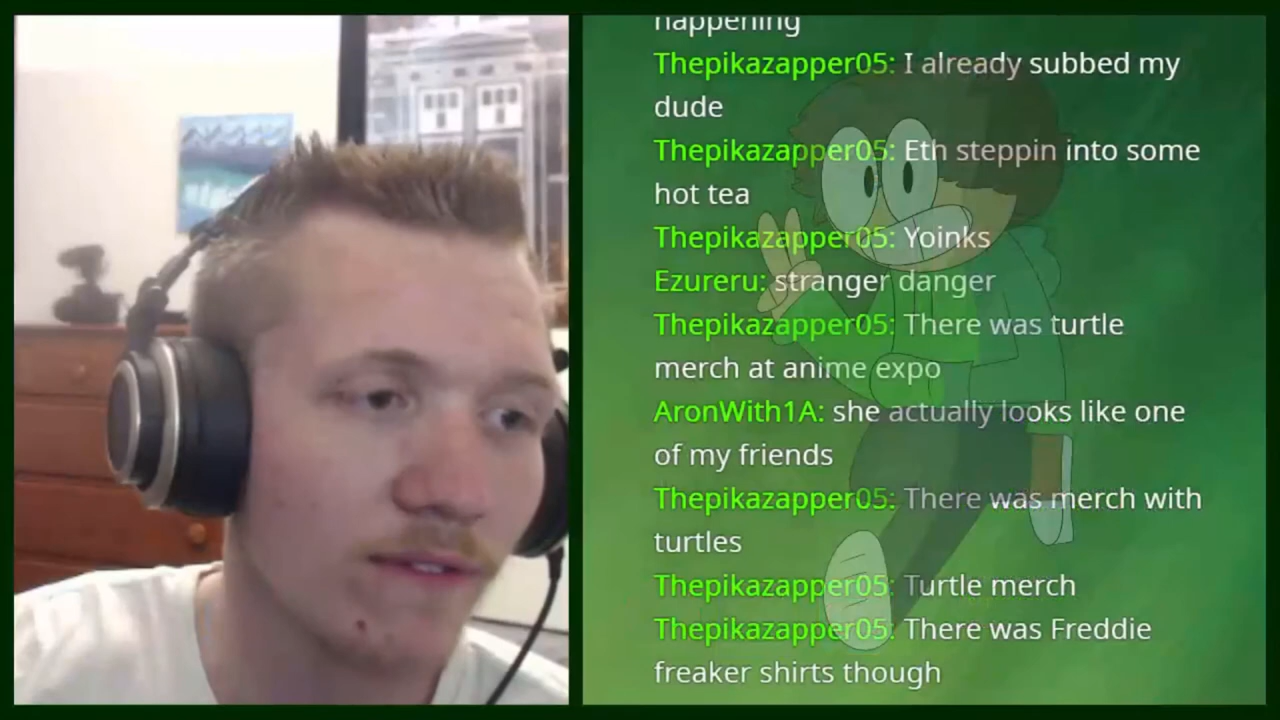 happening
Thepikazapper05: I already subbed my
dude
Thepikazapper05: Eth steppin into some
hot tea
Thepikazapper05: Yoinks
Ezureru: stranger danger
Thepikazapper05: There was turtle
merch at anime expo
AronWith1A: she actually looks like one
of my friends
Thepikazapper05: There was merch with
turtles
Thepikazapper05: Turtle merch
Thepikazapper05: There was Freddie
freaker shirts though